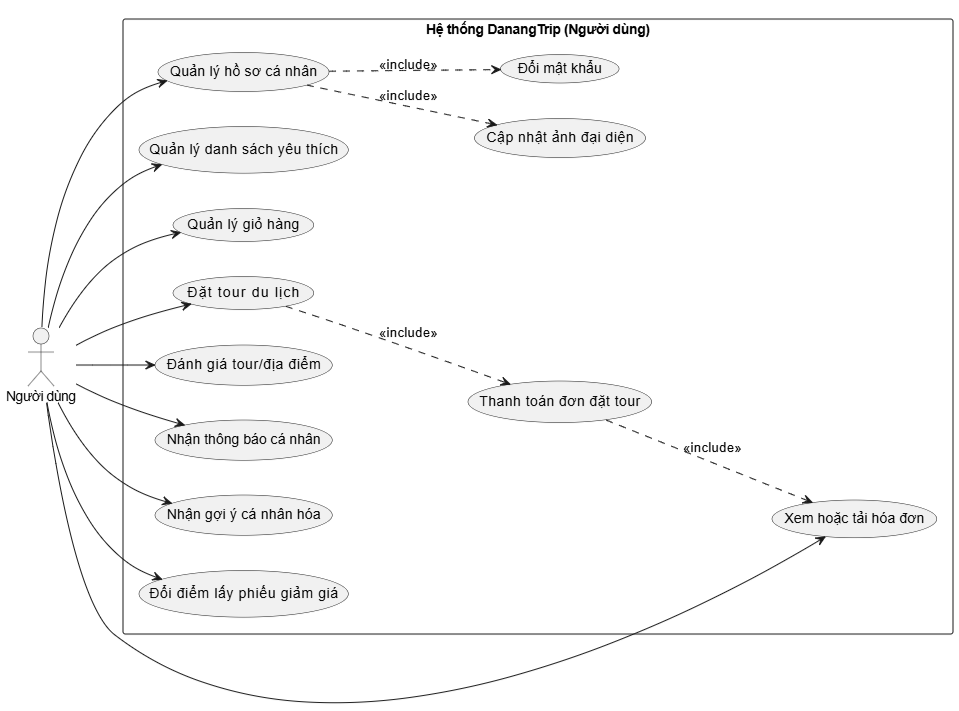 Hệ thống DanangTrip (Người dùng)
Quản lý hồ sơ cá nhân
«include»
Đổi mật khẩu
«include»
Cập nhật ảnh đại diện
Quản lý danh sách yêu thích
Quản lý giỏ hàng
Đặt tour du lịch
«include»
Đánh giá tour/địa điểm
Người dùng
Thanh toán đơn đặt tour
Nhận thông báo cá nhân
«include»
Nhận gợi ý cá nhân hóa
Xem hoặc tải hóa đơn
Đổi điểm lấy phiếu giảm giá